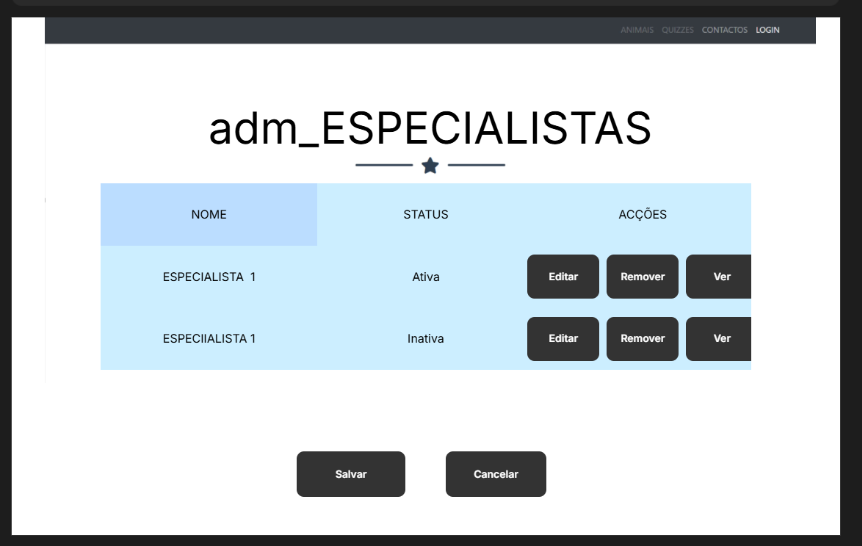 ANIMAIS QUIZZES CONTACTOS LOGIN
adm_ESPECIALISTAS
NOME STATUS ACÇÕES
ESPECIALISTA 1 Ativa Editar Remover Ver
ESPECIIALISTA 1 Inativa Editar Remover Ver
Salvar Cancelar